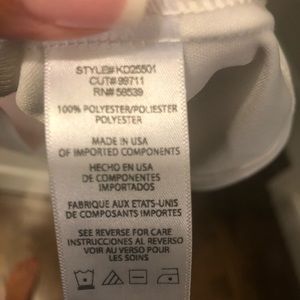 STYLE# KD25501
CUT# 99711
RN# 58539
100% POLYESTER/POLIESTER
POLYESTER
MADE IN USA
OF IMPORTED COMPONENTS
HECHO EN USA
DE COMPONENTES
IMPORTADOS
FABRIQUE AUX ETATS-UNIS
DE COMPOSANTS IMPORTES
SEE REVERSE FOR CARE
INSTRUCCIONES AL REVERSO
VOIR AU VERSO POUR
LES SOINS